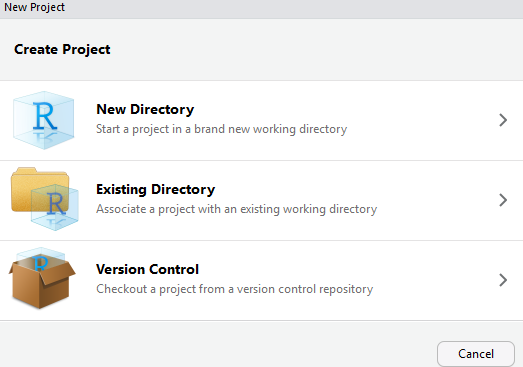 New Project
Create Project
R
New Directory
Start a project in a brand new working directory
R
Existing Directory
Associate a project with an existing working directory
R
Version Control
Checkout a project from a version control repository
Cancel